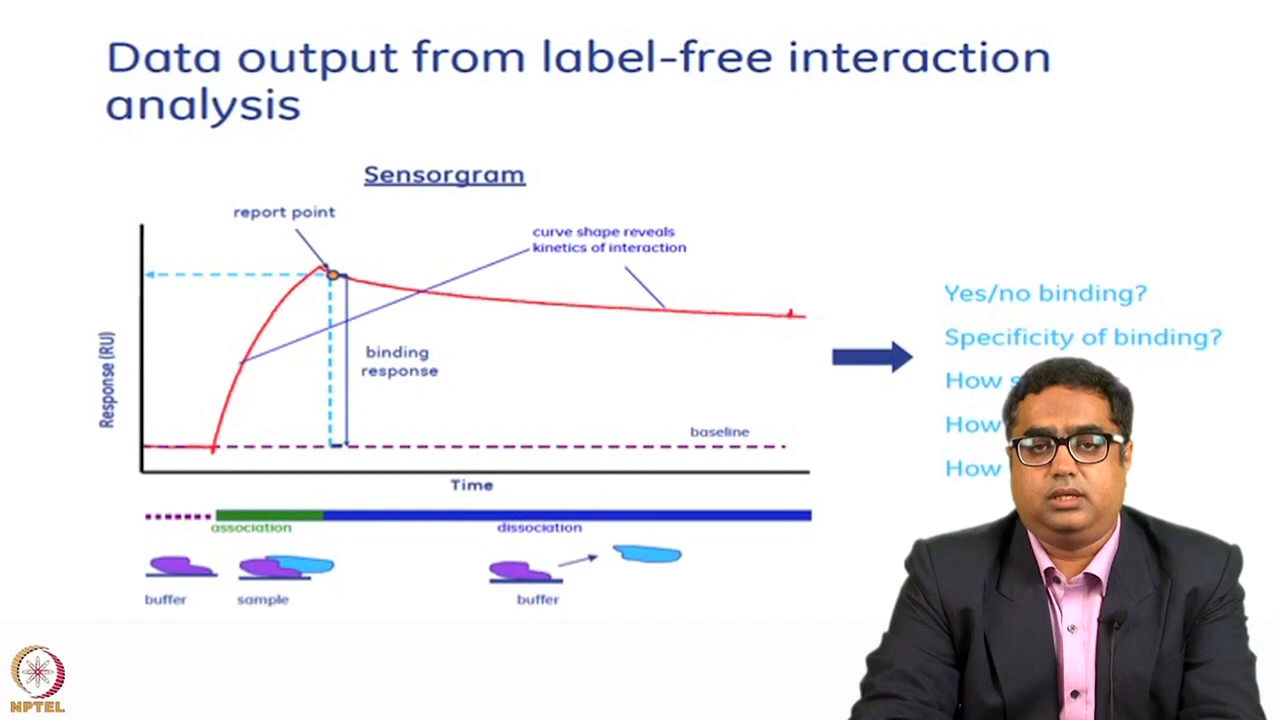 Data output from label-free interaction
analysis
Sensorgram
report point
curve shape reveals
kinetics of interaction
Yes/no binding?
Specificity of binding?
How
How
How
binding
response
Response (RU)
baseline
Time
association
dissociation
buffer
sample
buffer
NPTEL